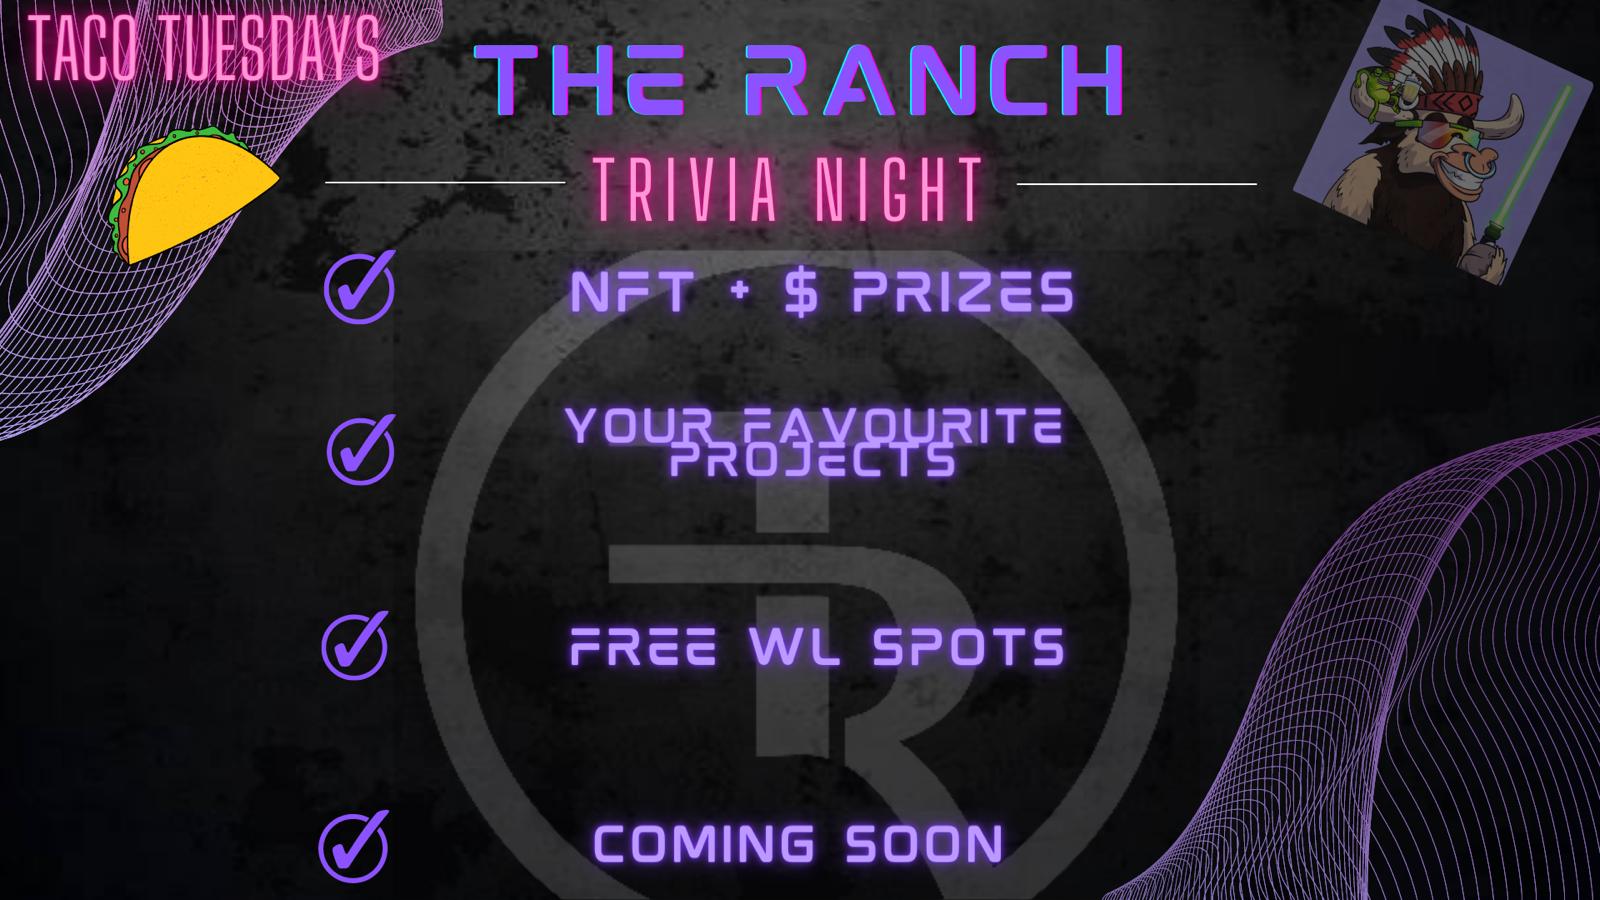 TACO TUESDAYS
THE RANCH
TRIVIA NIGHT
NFT + $ PRIZES
YOUR FAVOURITE
PROJECTS
FREE WL SPOTS
COMING SOON